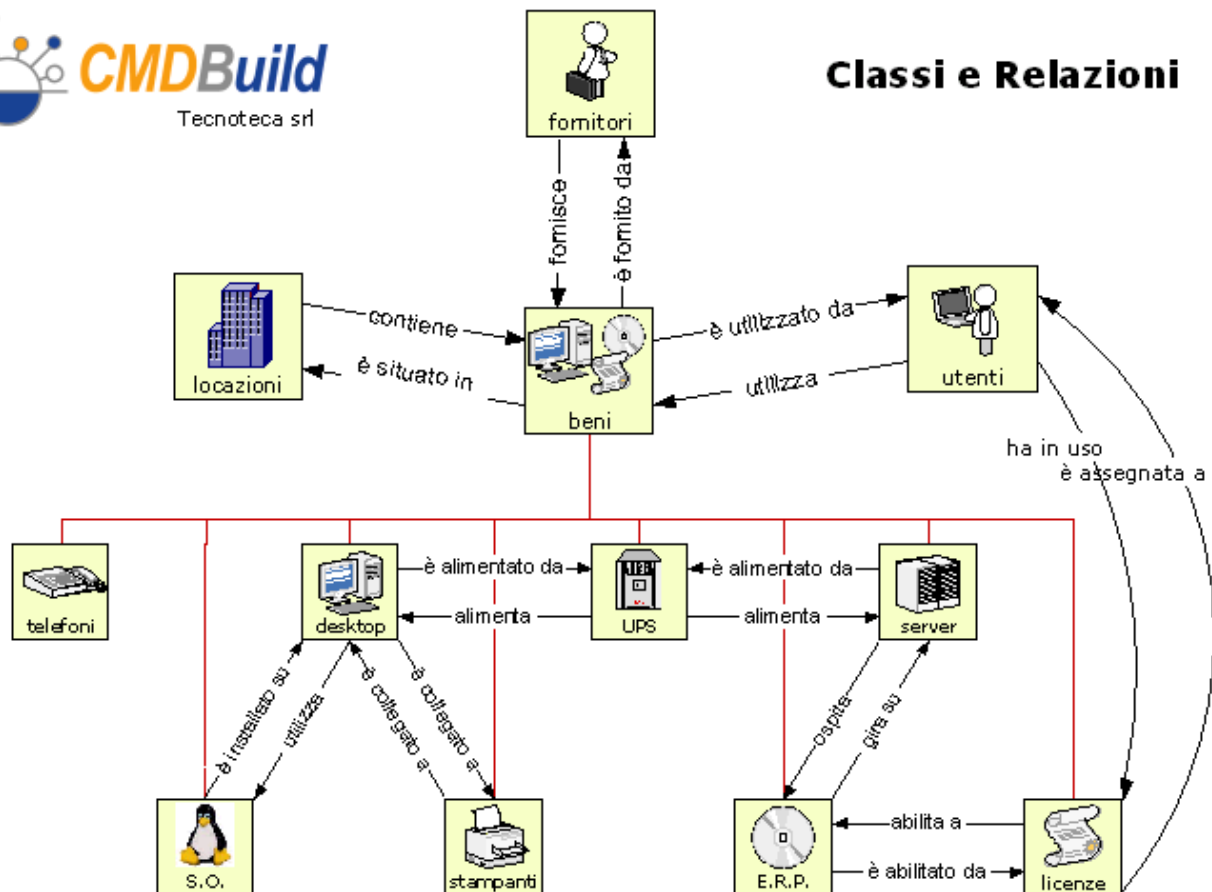 CMDBuild
Tecnoteca srl
Classi e Relazioni
fornitori
fornisce
è fornito da
locazioni
contiene
è situato in
beni
è utilizzato da
utilizza
utenti
ha in uso
è assegnata a
telefoni
desktop
è alimentato da
alimenta
UPS
è alimentato da
alimenta
server
è installato su
utilizza
è collegato a
è collegato a
ospita
gira su
S.O.
stampanti
E.R.P.
abilita a
è abilitato da
licenze